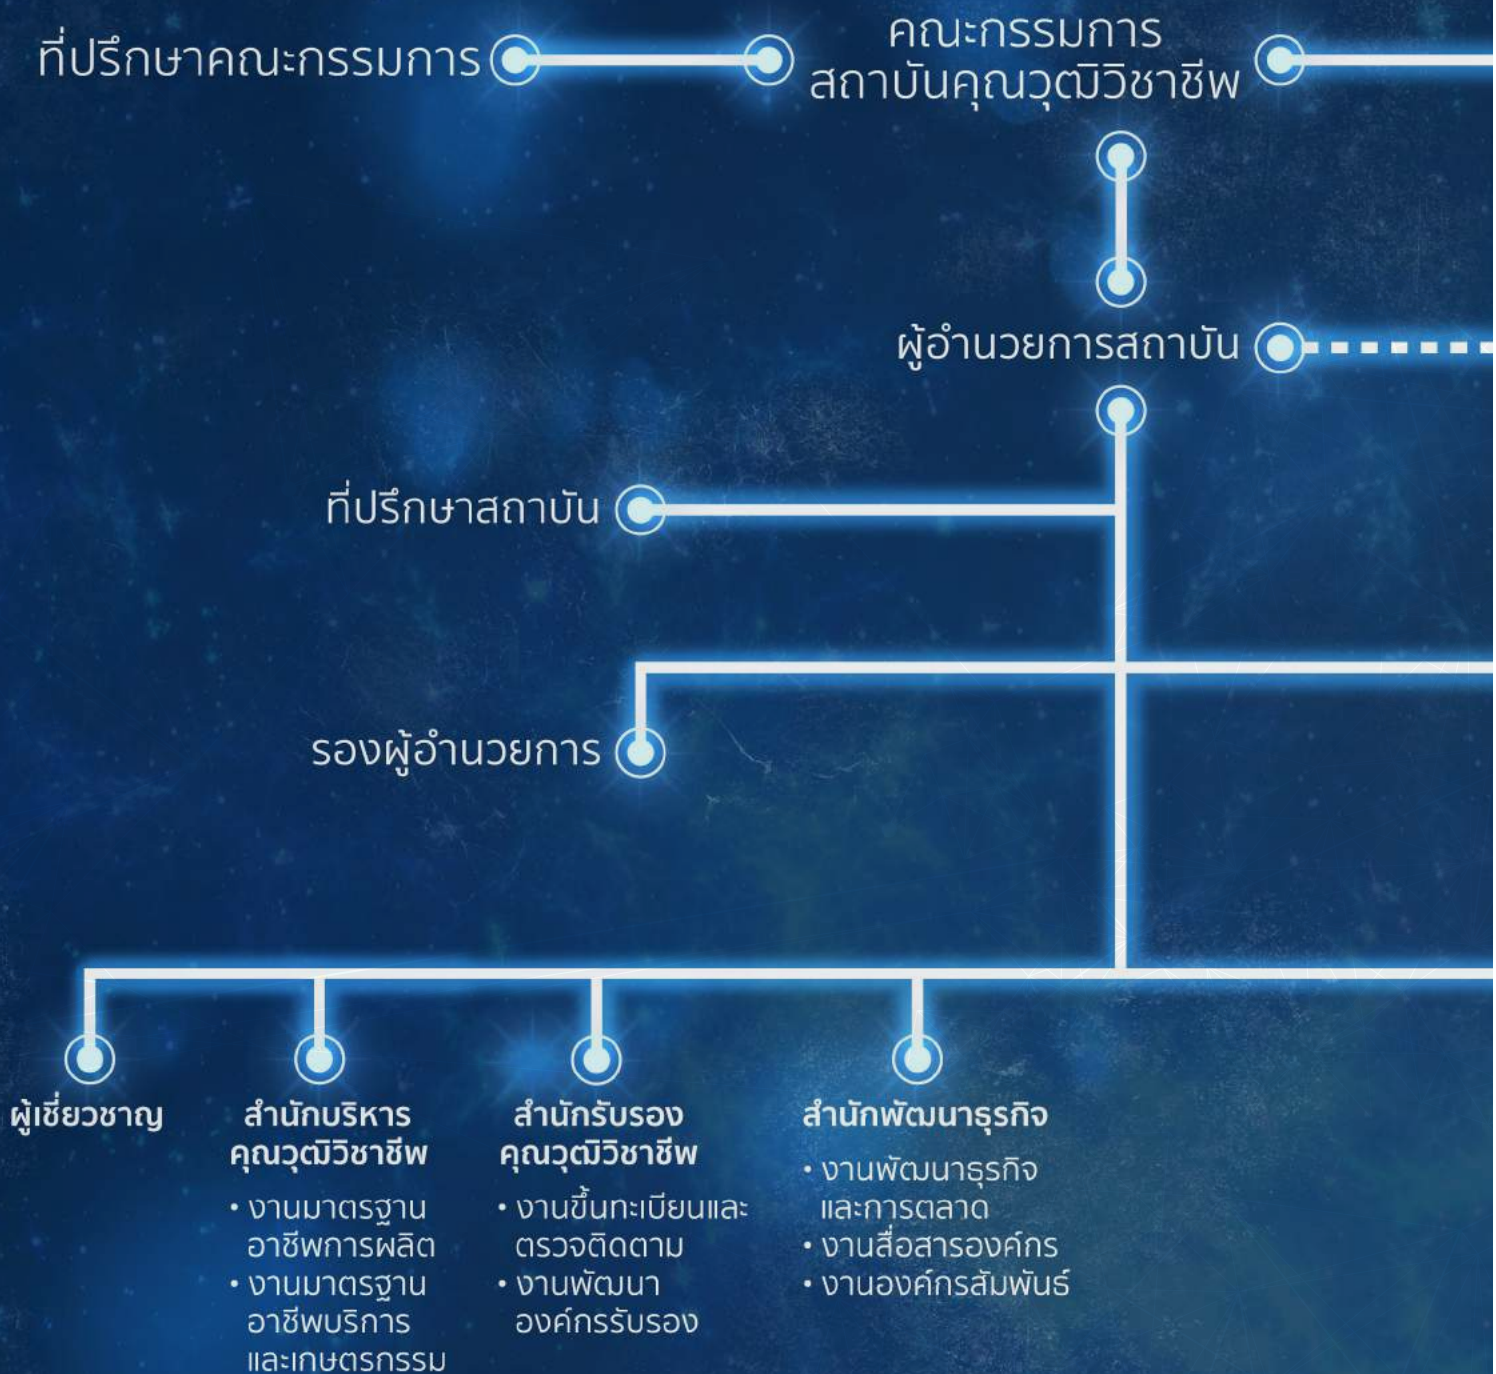 ที่ปรึกษาคณะกรรมการ
คณะกรรมการ
สถาบันคุณวุฒิวิชาชีพ
ผู้อำนวยการสถาบัน
ที่ปรึกษาสถาบัน
รองผู้อำนวยการ
ผู้เชี่ยวชาญ
สำนักบริหาร
คุณวุฒิวิชาชีพ
• งานมาตรฐาน
อาชีพการผลิต
• งานมาตรฐาน
อาชีพบริการ
และเกษตรกรรม
สำนักรับรอง
คุณวุฒิวิชาชีพ
• งานขึ้นทะเบียนและ
ตรวจติดตาม
• งานพัฒนา
องค์กรรับรอง
สำนักพัฒนาธุรกิจ
• งานพัฒนาธุรกิจ
และการตลาด
• งานสื่อสารองค์กร
• งานองค์กรสัมพันธ์